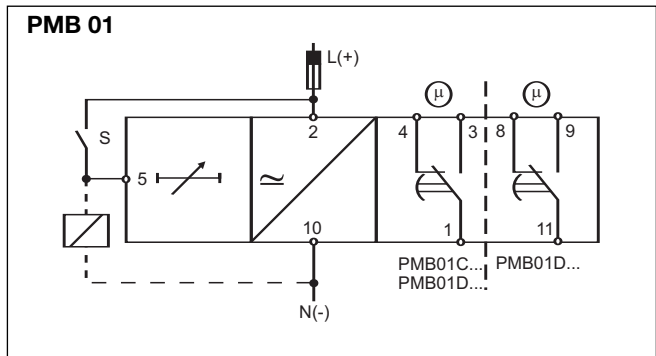 PMB 01
L(+)
µ µ
S
2 4 3 8 9
5
≃
10 1 11
PMB01C... PMB01D...
PMB01D...
N(-)